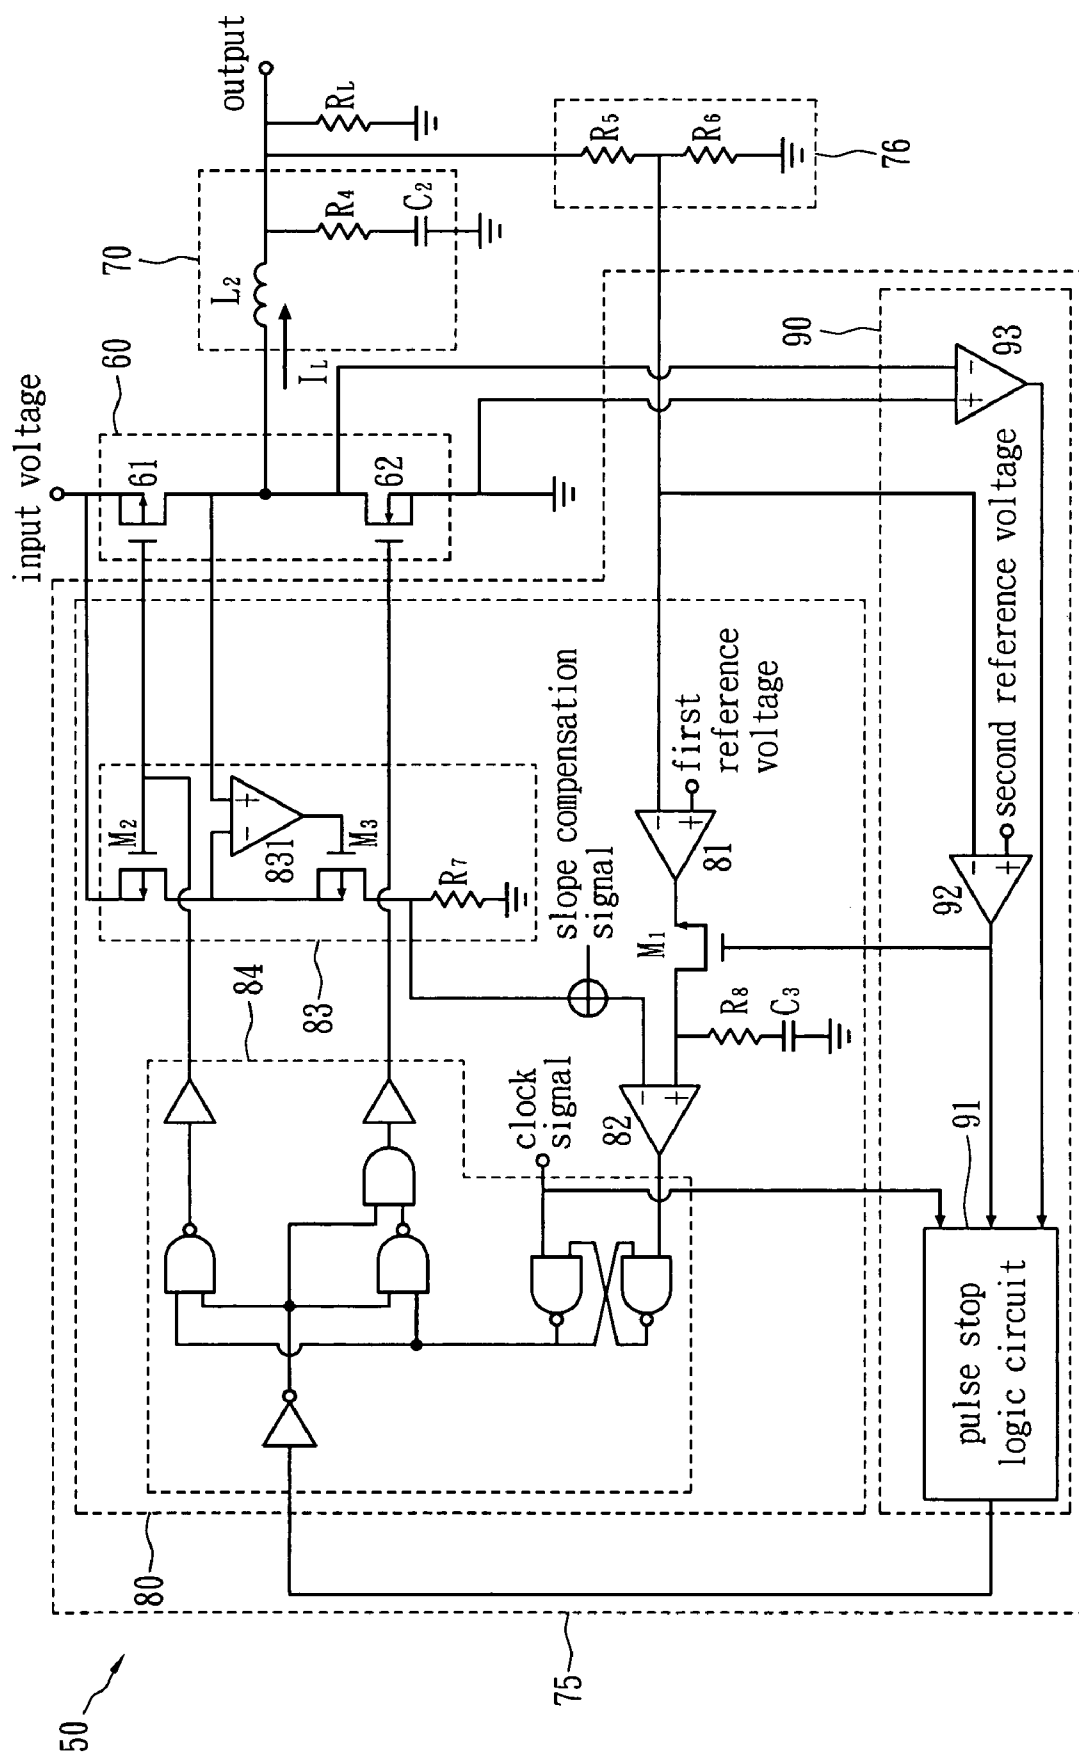 50
75
80
84
83
60
70
76
90
input voltage
output
61
62
L₂
I_L
R₄
C₂
R_L
R₅
R₆
M₂
831
M₃
R₇
slope compensation
signal
clock
signal
82
R₈
C₃
M₁
81
first
reference
voltage
92
second reference voltage
93
91
pulse stop
logic circuit
−
+
−
+
−
+
−
+
−
+